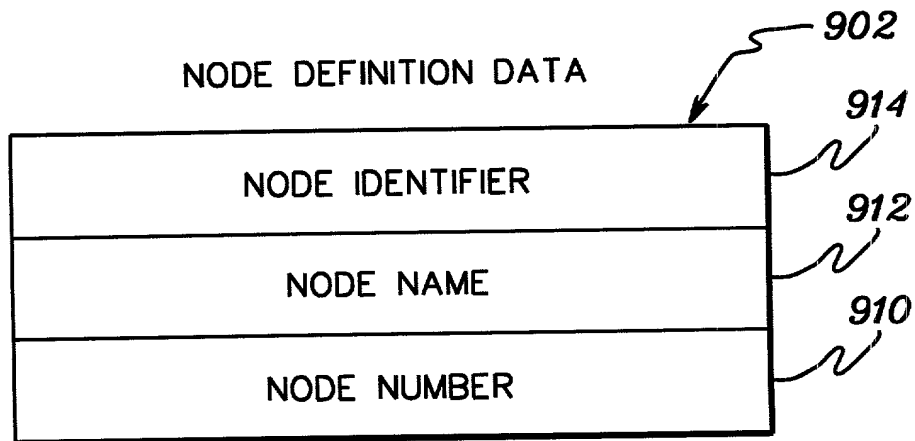 902
NODE DEFINITION DATA
914
NODE IDENTIFIER
912
NODE NAME
910
NODE NUMBER